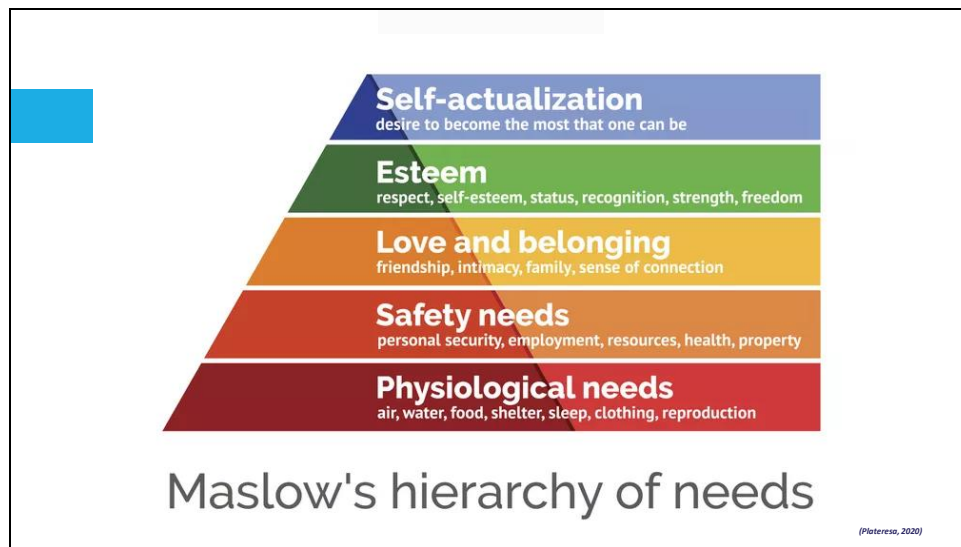 Self-actualization
desire to become the most that one can be
Esteem
respect, self-esteem, status, recognition, strength, freedom
Love and belonging
friendship, intimacy, family, sense of connection
Safety needs
personal security, employment, resources, health, property
Physiological needs
air, water, food, shelter, sleep, clothing, reproduction
Maslow's hierarchy of needs
(Plateresa, 2020)